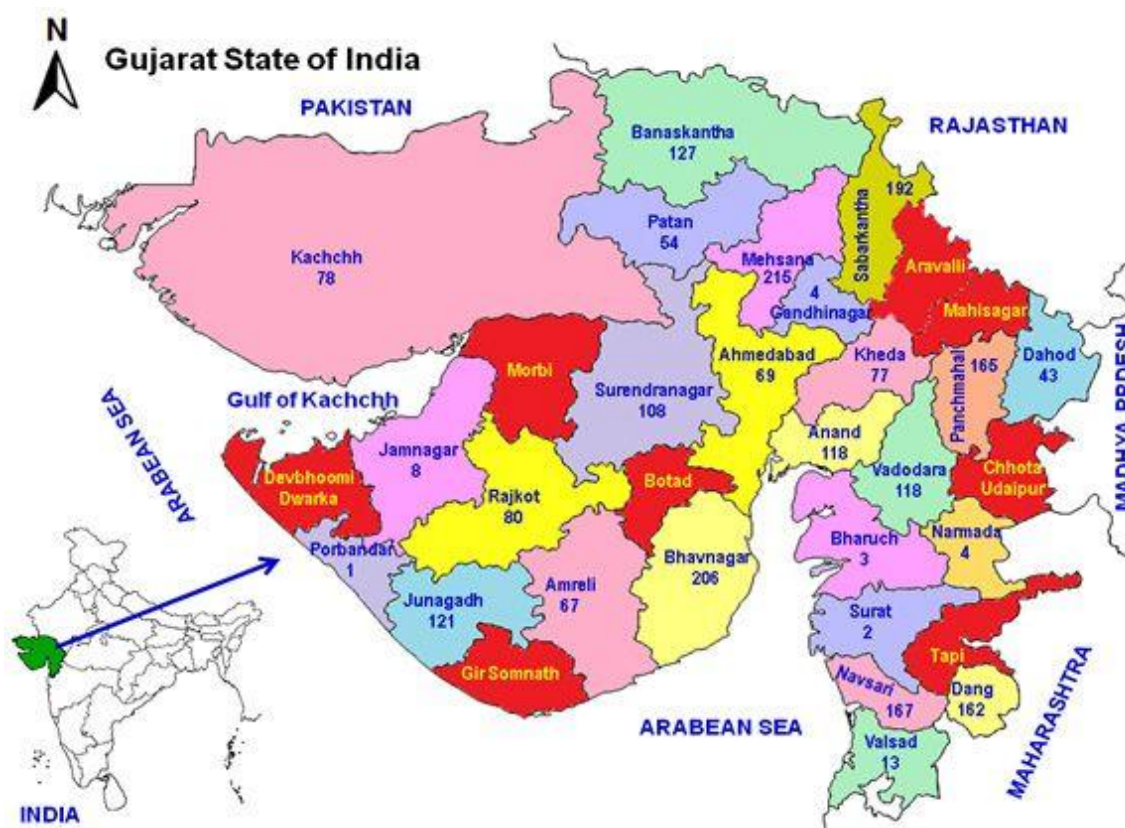 N
Gujarat State of India
PAKISTAN
RAJASTHAN
Banaskantha
127
192
Sabarkantha
Patan
54
Mehsana
215
4
Gandhinagar
Aravalli
Mahisagar
Kachchh
78
Morbi
Surendranagar
108
Ahmedabad
69
Kheda
77
165
Panchmahal
Dahod
43
MADHYA PRDESH
Gulf of Kachchh
ARABEAN SEA
Jamnagar
8
Devbhoomi
Dwarka
Rajkot
80
Botad
Anand
118
Vadodara
118
Chhota
Udaipur
Porbandar
1
Junagadh
121
Amreli
67
Bhavnagar
206
Bharuch
3
Narmada
4
Surat
2
Gir Somnath
Tapi
Navsari
167
Dang
162
ARABEAN SEA
Valsad
13
MAHARASHTRA
INDIA